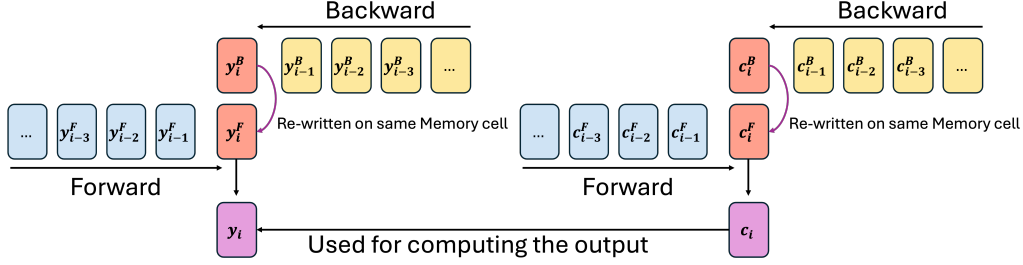 Backward
y_i^B y_{i-1}^B y_{i-2}^B y_{i-3}^B ...
... y_{i-3}^F y_{i-2}^F y_{i-1}^F y_i^F
Re-written on same Memory cell
Forward
y_i
Backward
c_i^B c_{i-1}^B c_{i-2}^B c_{i-3}^B ...
... c_{i-3}^F c_{i-2}^F c_{i-1}^F c_i^F
Re-written on same Memory cell
Forward
c_i
Used for computing the output